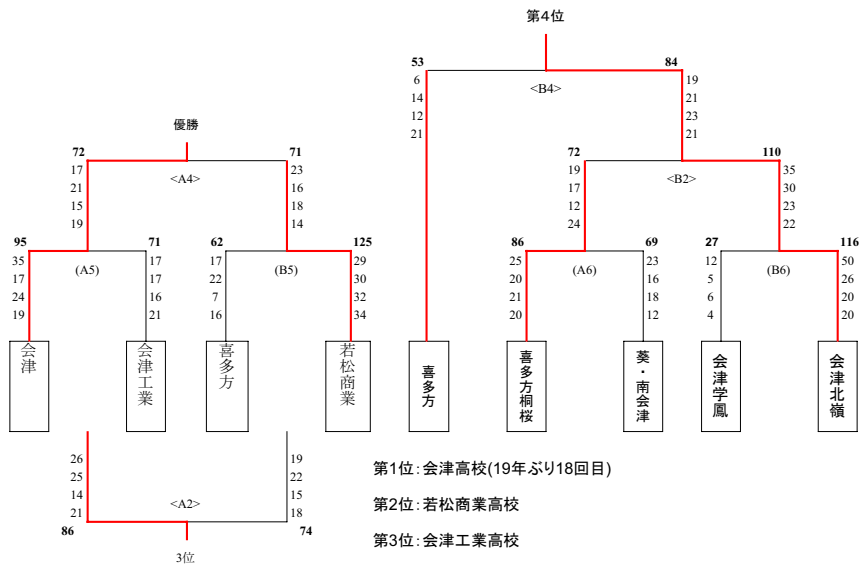 第4位
53 84
6 19
14 <B4> 21
12 23
21 21
優勝
72 71
17 23
21 <A4> 16
15 18
19 14
72 110
19 35
17 <B2> 30
12 23
24 22
95 71
35 17
17 (A5) 17
24 16
19 21
62 125
17 29
22 (B5) 30
7 32
16 34
86 69
25 23
20 (A6) 16
21 18
20 12
27 116
12 50
5 (B6) 26
6 20
4 20
会津
会津工業
喜多方
若松商業
喜多方
喜多方桐桜
葵・南会津
会津学鳳
会津北嶺
26 19
25 22
14 <A2> 15
21 18
86 74
3位
第1位:会津高校(19年ぶり18回目)
第2位:若松商業高校
第3位:会津工業高校